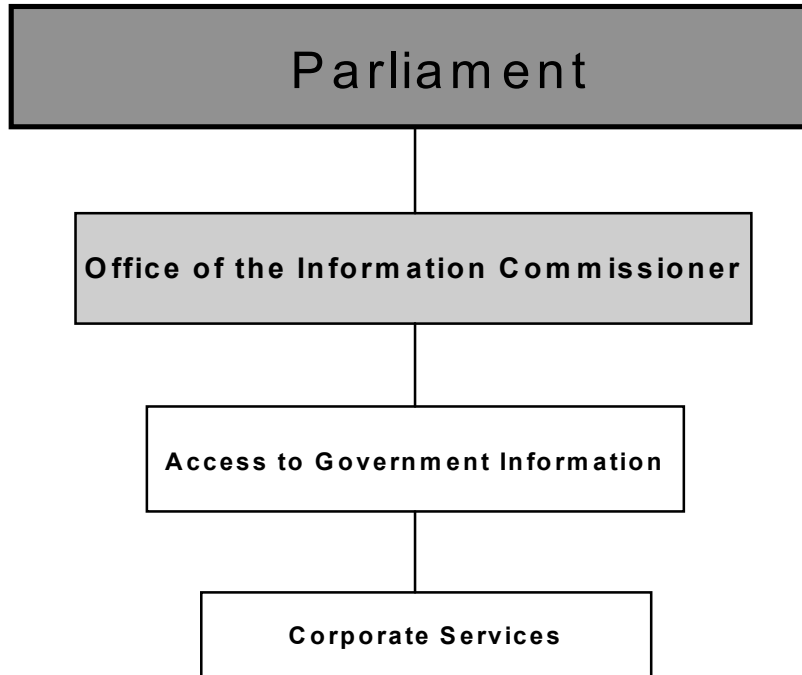 Parliament
Office of the Information Commissioner
Access to Government Information
Corporate Services